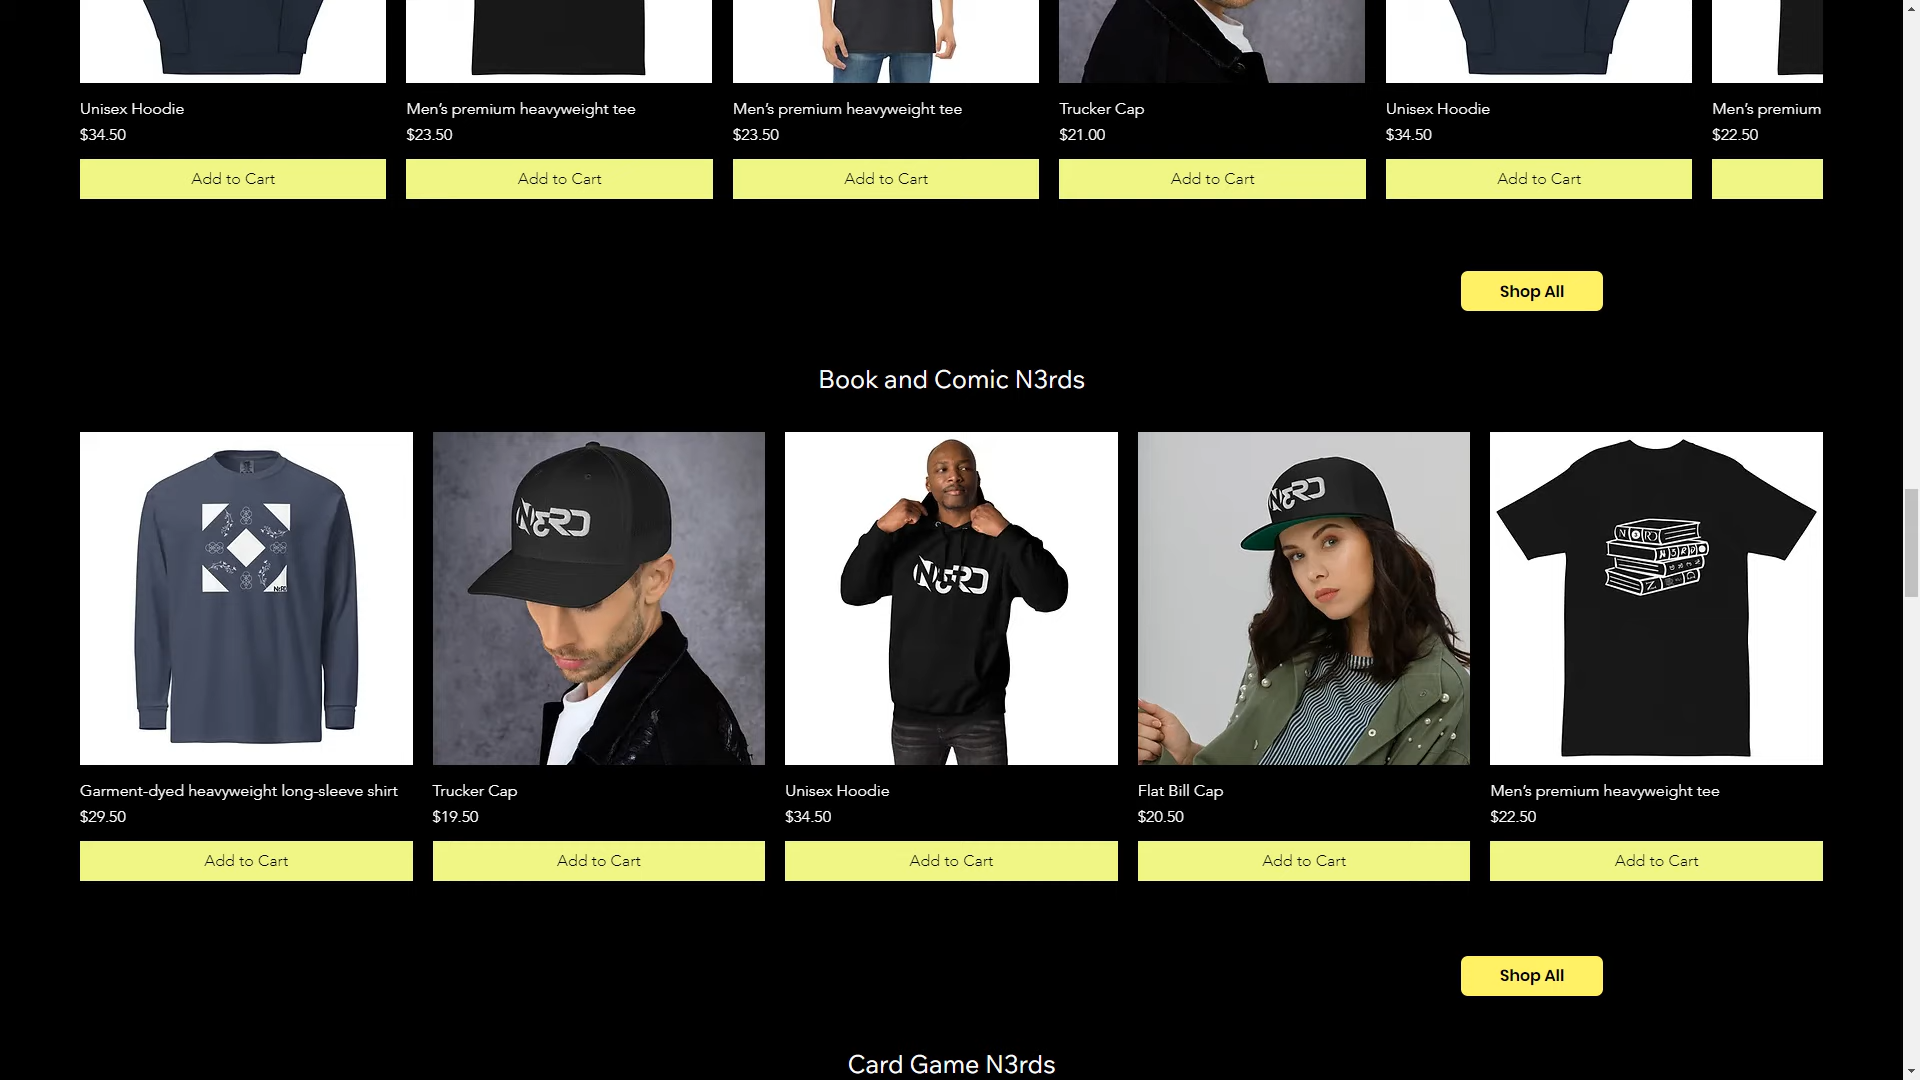 Unisex Hoodie
$34.50
Add to Cart
Men’s premium heavyweight tee
$23.50
Add to Cart
Men’s premium heavyweight tee
$23.50
Add to Cart
Trucker Cap
$21.00
Add to Cart
Unisex Hoodie
$34.50
Add to Cart
Men’s premium
$22.50
Shop All
Book and Comic N3rds
N3RD
N3RD
N3RD
N3RD
N3RD
N3RD
Garment-dyed heavyweight long-sleeve shirt
$29.50
Add to Cart
Trucker Cap
$19.50
Add to Cart
Unisex Hoodie
$34.50
Add to Cart
Flat Bill Cap
$20.50
Add to Cart
Men’s premium heavyweight tee
$22.50
Add to Cart
Shop All
Card Game N3rds